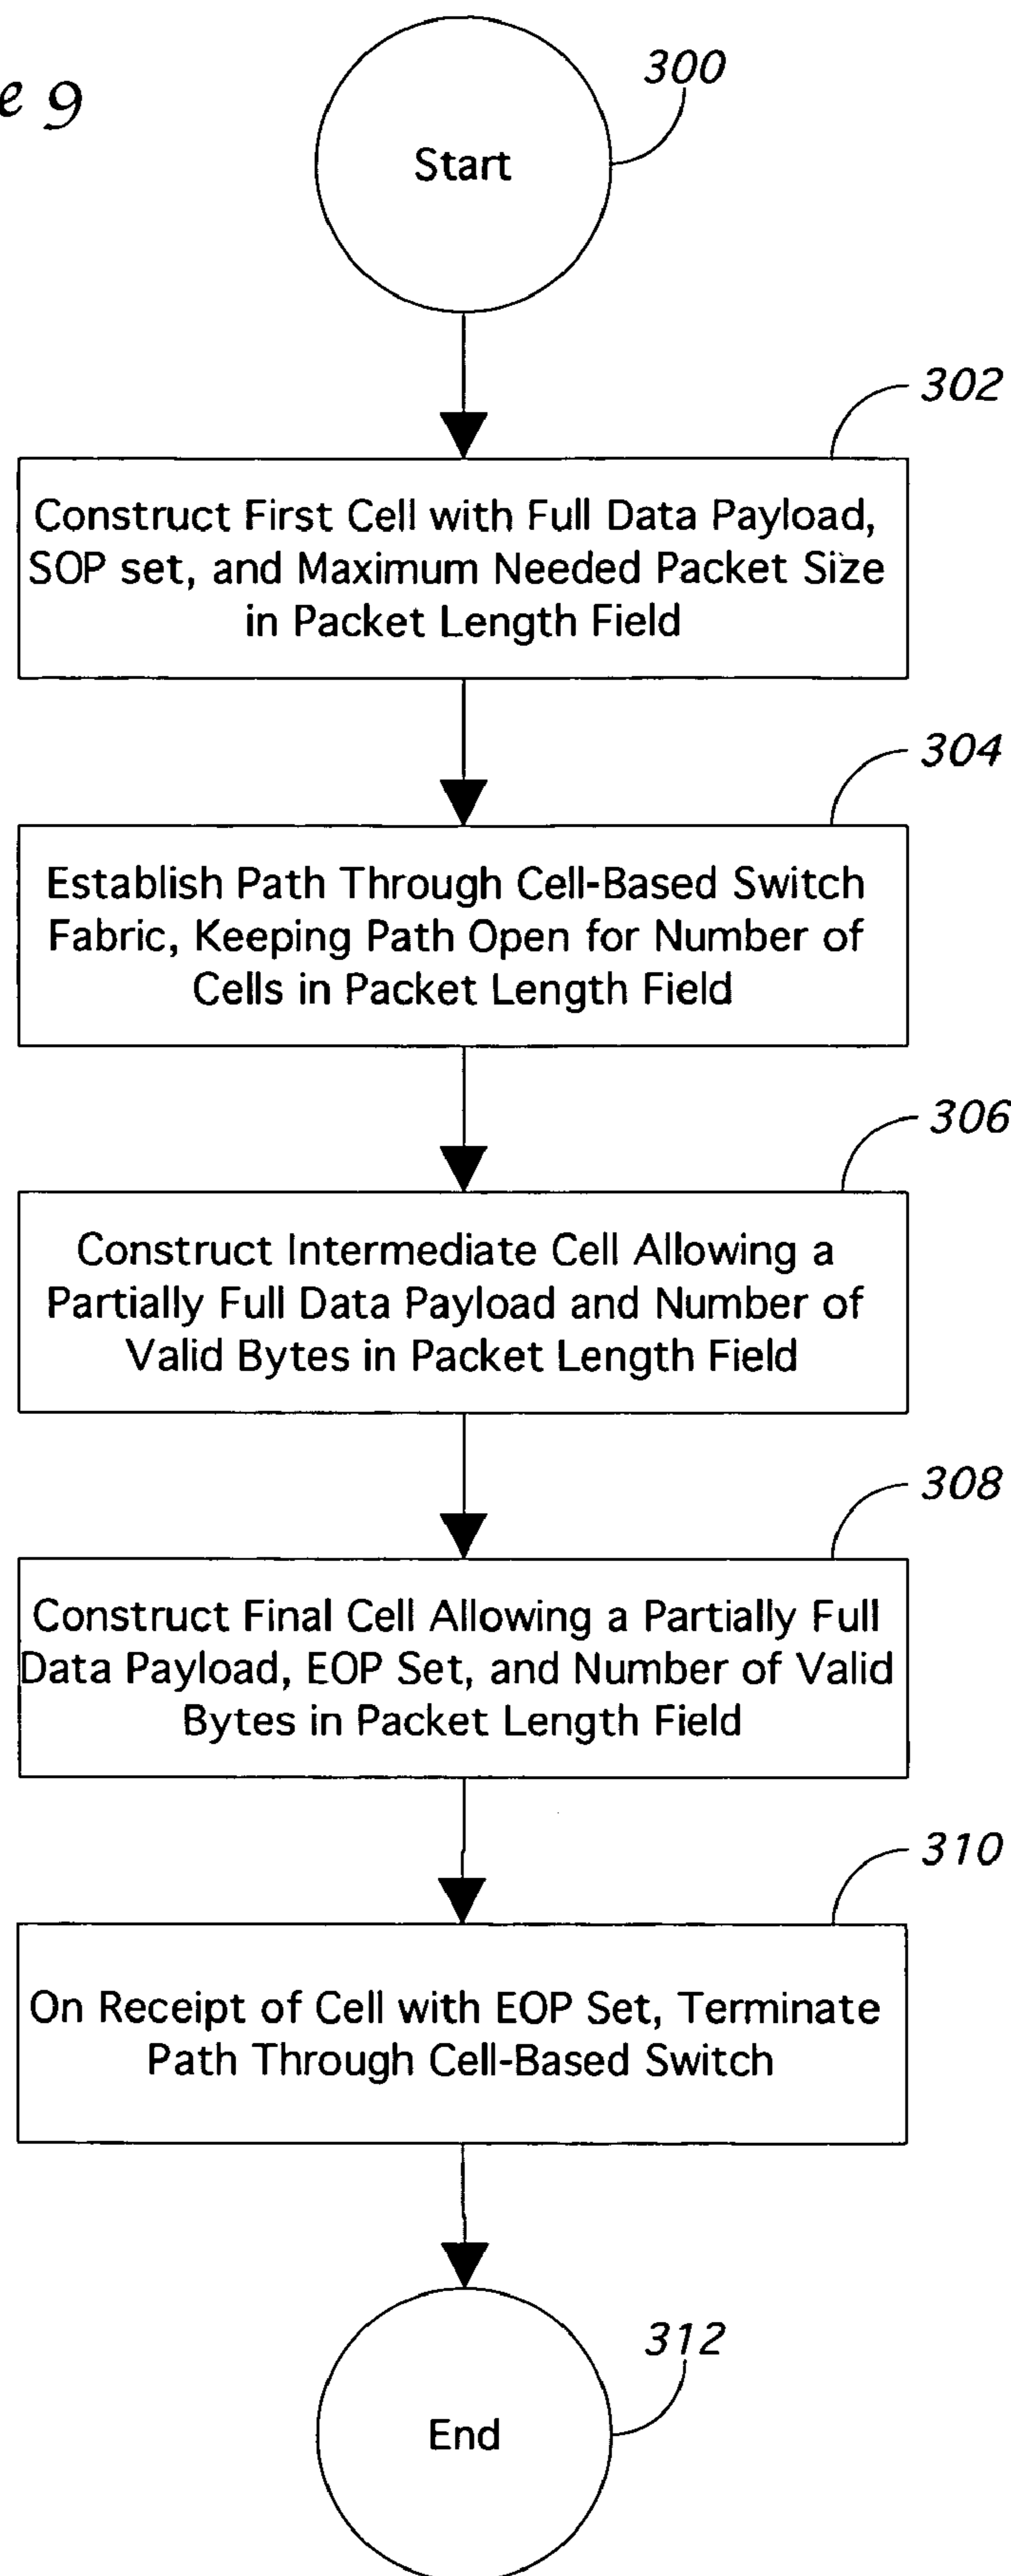 e 9
300
Start
302
Construct First Cell with Full Data Payload,
SOP set, and Maximum Needed Packet Size
in Packet Length Field
304
Establish Path Through Cell-Based Switch
Fabric, Keeping Path Open for Number of
Cells in Packet Length Field
306
Construct Intermediate Cell Allowing a
Partially Full Data Payload and Number of
Valid Bytes in Packet Length Field
308
Construct Final Cell Allowing a Partially Full
Data Payload, EOP Set, and Number of Valid
Bytes in Packet Length Field
310
On Receipt of Cell with EOP Set, Terminate
Path Through Cell-Based Switch
312
End